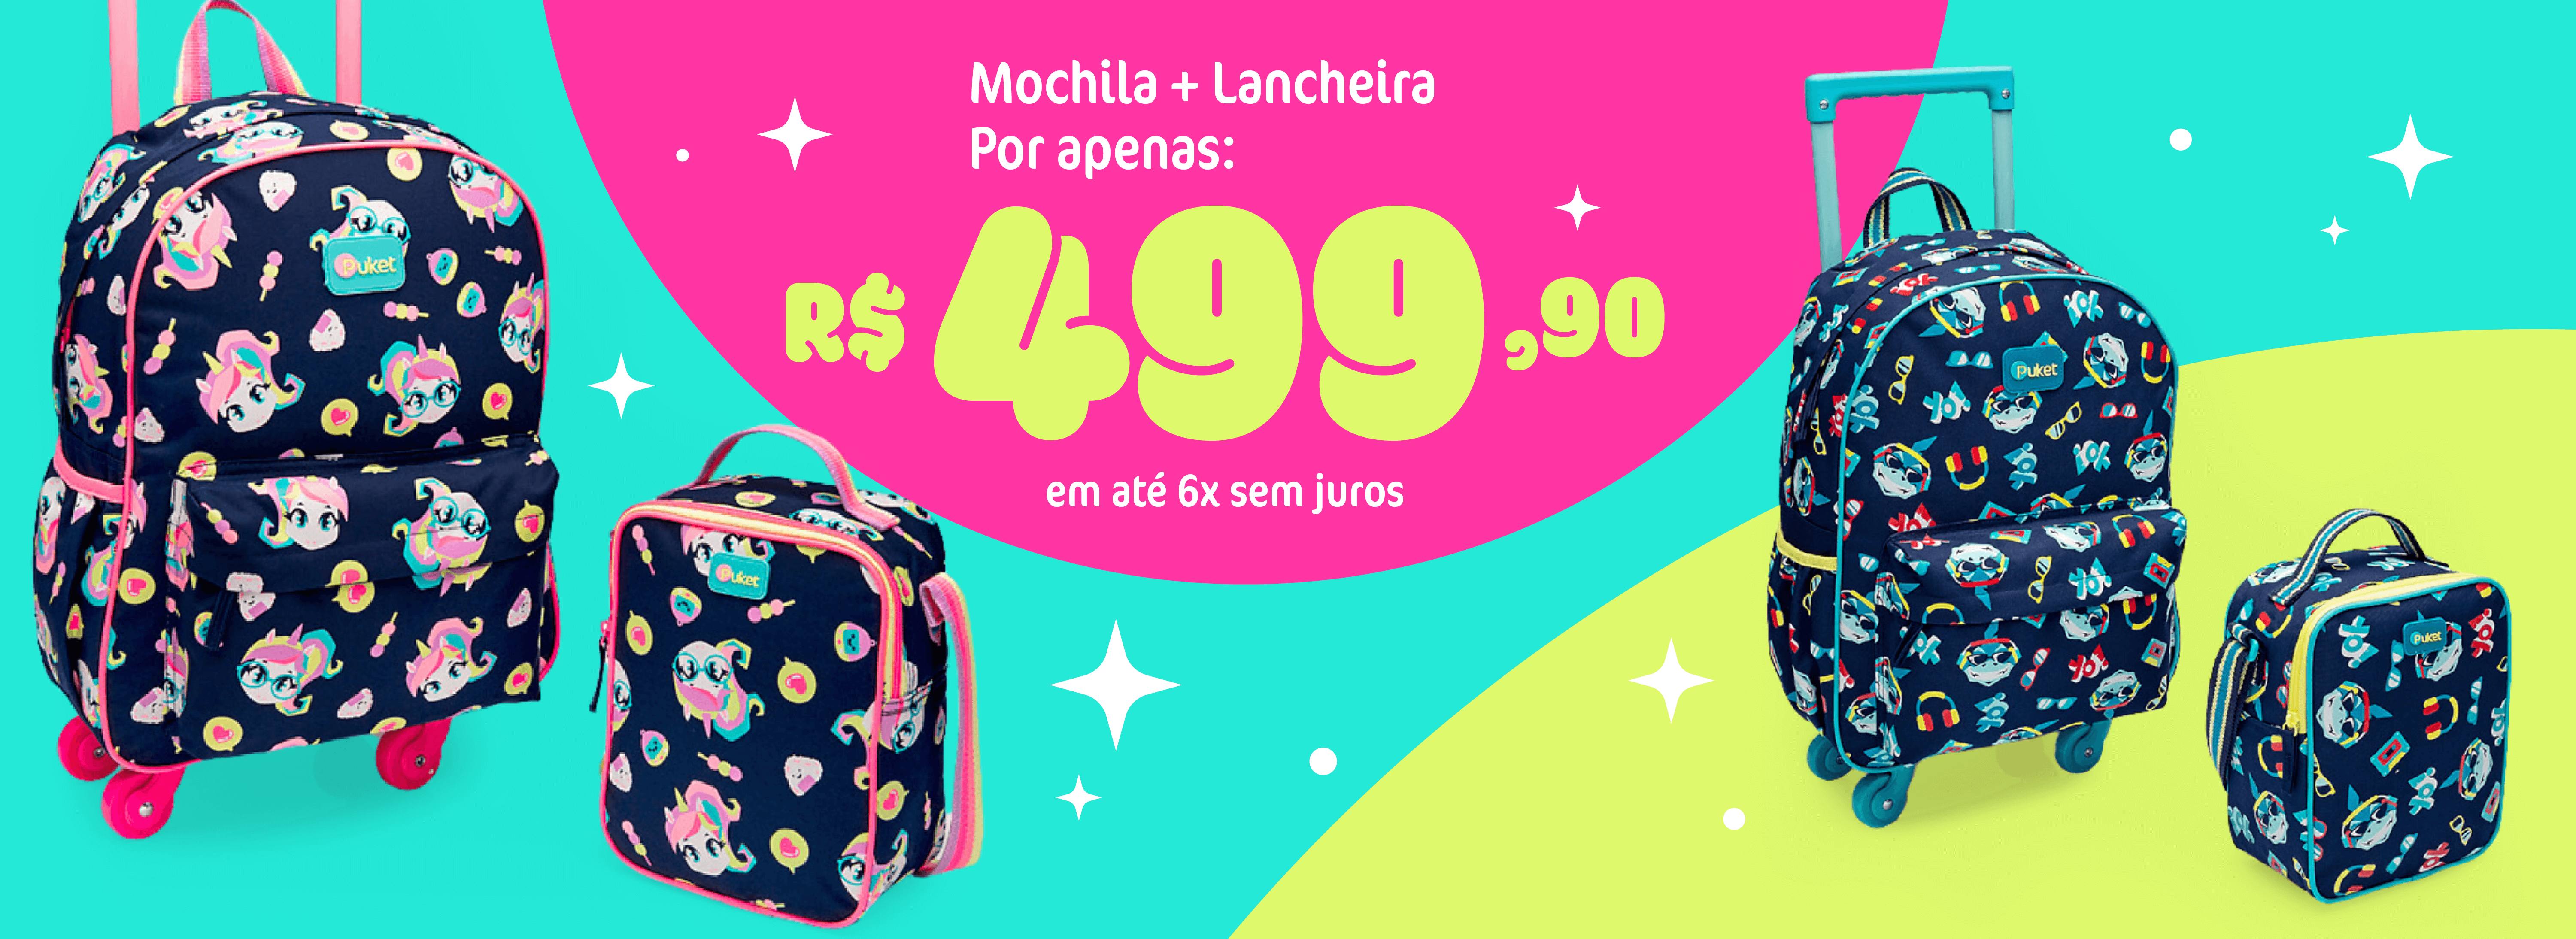 Mochila + Lancheira
Por apenas:
R$ 499,90
em até 6x sem juros
Puket
Puket
Puket
Puket